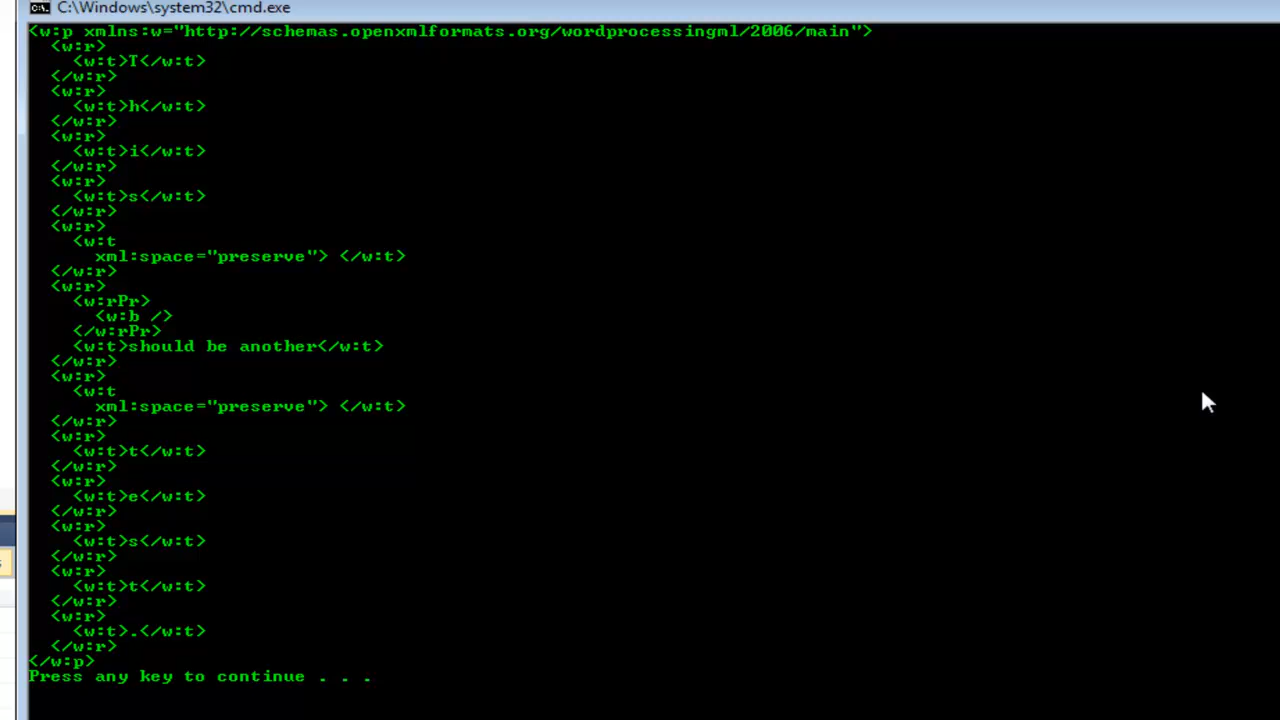 C:\Windows\system32\cmd.exe
<w:p xmlns:w="http://schemas.openxmlformats.org/wordprocessingml/2006/main">
  <w:r>
    <w:t>T</w:t>
  </w:r>
  <w:r>
    <w:t>h</w:t>
  </w:r>
  <w:r>
    <w:t>i</w:t>
  </w:r>
  <w:r>
    <w:t>s</w:t>
  </w:r>
  <w:r>
    <w:t
      xml:space="preserve"> </w:t>
  </w:r>
  <w:r>
    <w:rPr>
      <w:b />
    </w:rPr>
    <w:t>should be another</w:t>
  </w:r>
  <w:r>
    <w:t
      xml:space="preserve"> </w:t>
  </w:r>
  <w:r>
    <w:t>t</w:t>
  </w:r>
  <w:r>
    <w:t>e</w:t>
  </w:r>
  <w:r>
    <w:t>s</w:t>
  </w:r>
  <w:r>
    <w:t>t</w:t>
  </w:r>
  <w:r>
    <w:t>.</w:t>
  </w:r>
</w:p>
Press any key to continue . . .